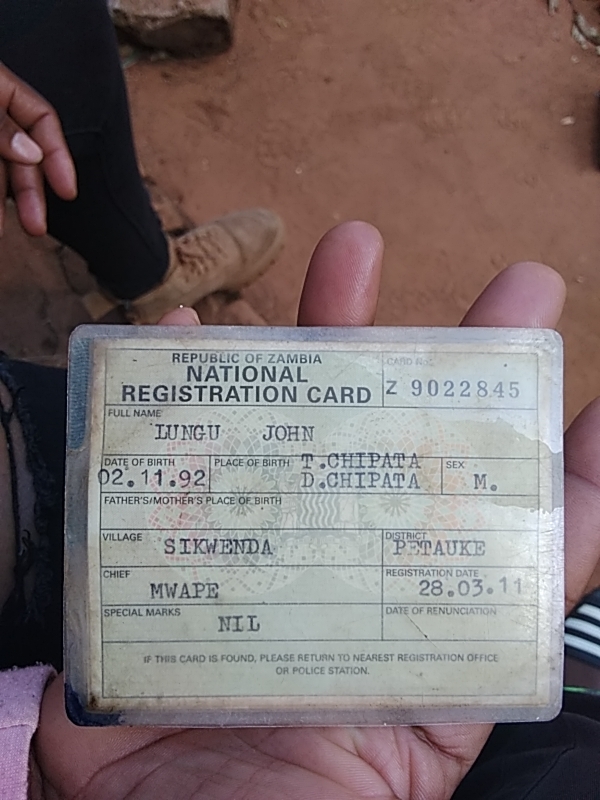 REPUBLIC OF ZAMBIA
NATIONAL
REGISTRATION CARD
CARD No.
Z 9022845
FULL NAME
LUNGU JOHN
DATE OF BIRTH
02.11.92
PLACE OF BIRTH
T.CHIPATA
D.CHIPATA
SEX
M.
FATHER'S/MOTHER'S PLACE OF BIRTH
VILLAGE
SIKWENDA
DISTRICT
PETAUKE
CHIEF
MWAPE
REGISTRATION DATE
28.03.11
SPECIAL MARKS
NIL
DATE OF RENUNCIATION
IF THIS CARD IS FOUND, PLEASE RETURN TO NEAREST REGISTRATION OFFICE
OR POLICE STATION.